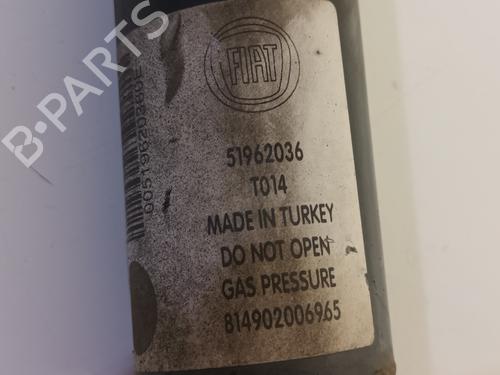 B-PARTS
FIAT
51962036
T014
MADE IN TURKEY
DO NOT OPEN
GAS PRESSURE
814902006965